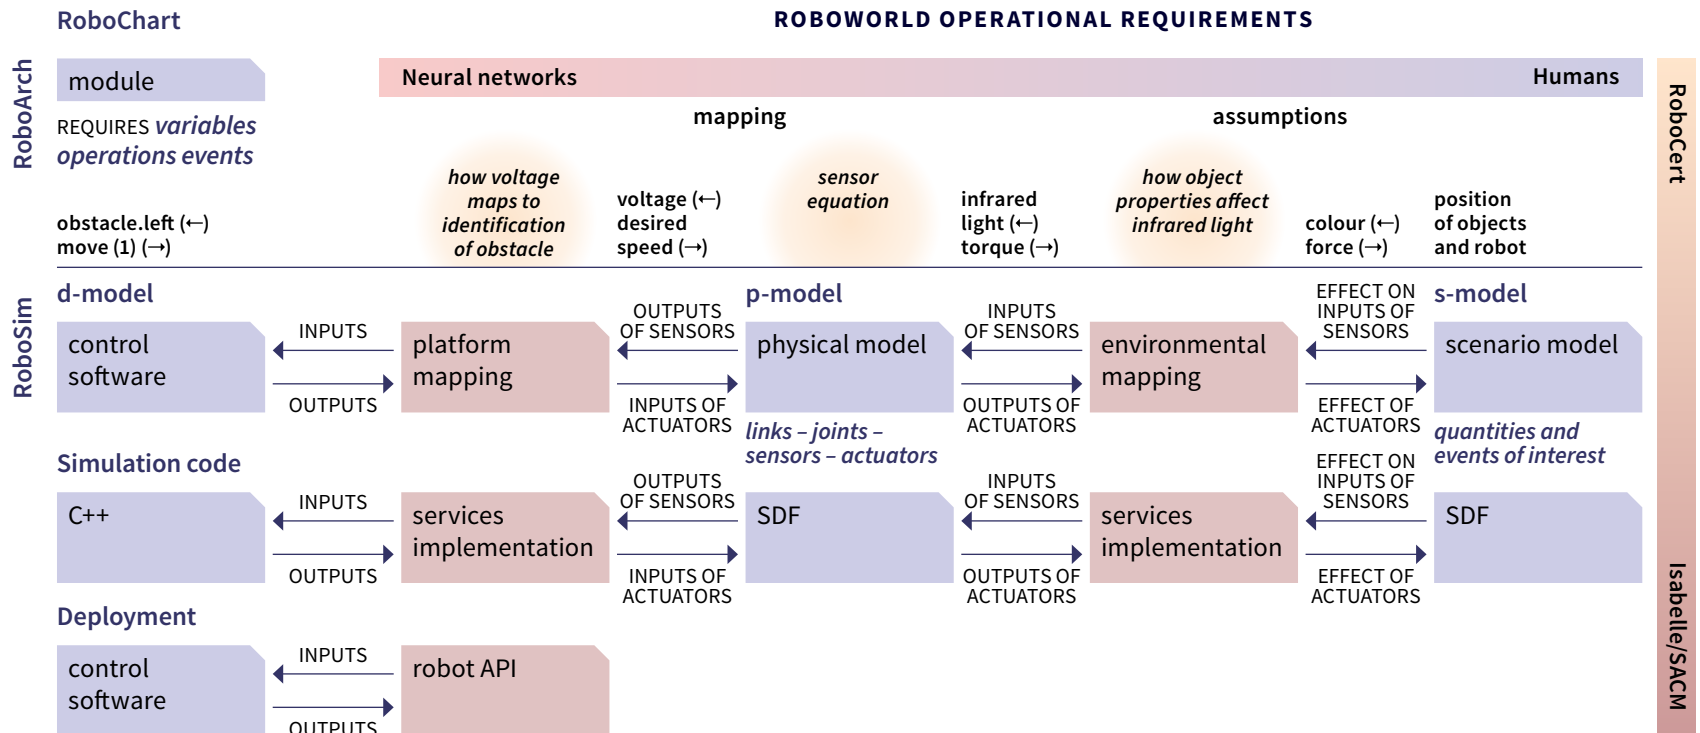 RoboChart
ROBOWORLD OPERATIONAL REQUIREMENTS
RoboArch
module
Neural networks
Humans
RoboCert
REQUIRES variables
operations events
mapping
assumptions
how voltage
maps to
identification
of obstacle
sensor
equation
how object
properties affect
infrared light
obstacle.left (←)
move (1) (→)
voltage (←)
desired
speed (→)
infrared
light (←)
torque (→)
colour (←)
force (→)
position
of objects
and robot
RoboSim
d-model
p-model
s-model
control
software
INPUTS
OUTPUTS
platform
mapping
OUTPUTS
OF SENSORS
INPUTS OF
ACTUATORS
physical model
INPUTS
OF SENSORS
OUTPUTS OF
ACTUATORS
environmental
mapping
EFFECT ON
INPUTS OF
SENSORS
EFFECT OF
ACTUATORS
scenario model
links – joints –
sensors – actuators
quantities and
events of interest
Simulation code
C++
INPUTS
OUTPUTS
services
implementation
OUTPUTS
OF SENSORS
INPUTS OF
ACTUATORS
SDF
INPUTS
OF SENSORS
OUTPUTS OF
ACTUATORS
services
implementation
EFFECT ON
INPUTS OF
SENSORS
EFFECT OF
ACTUATORS
SDF
Isabelle/SACM
Deployment
control
software
INPUTS
OUTPUTS
robot API